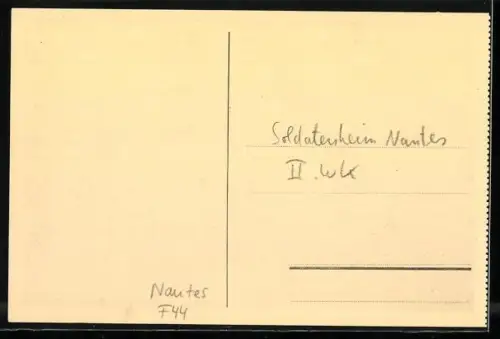 Soldatenheim Nantes
II. WK
Nantes
F44